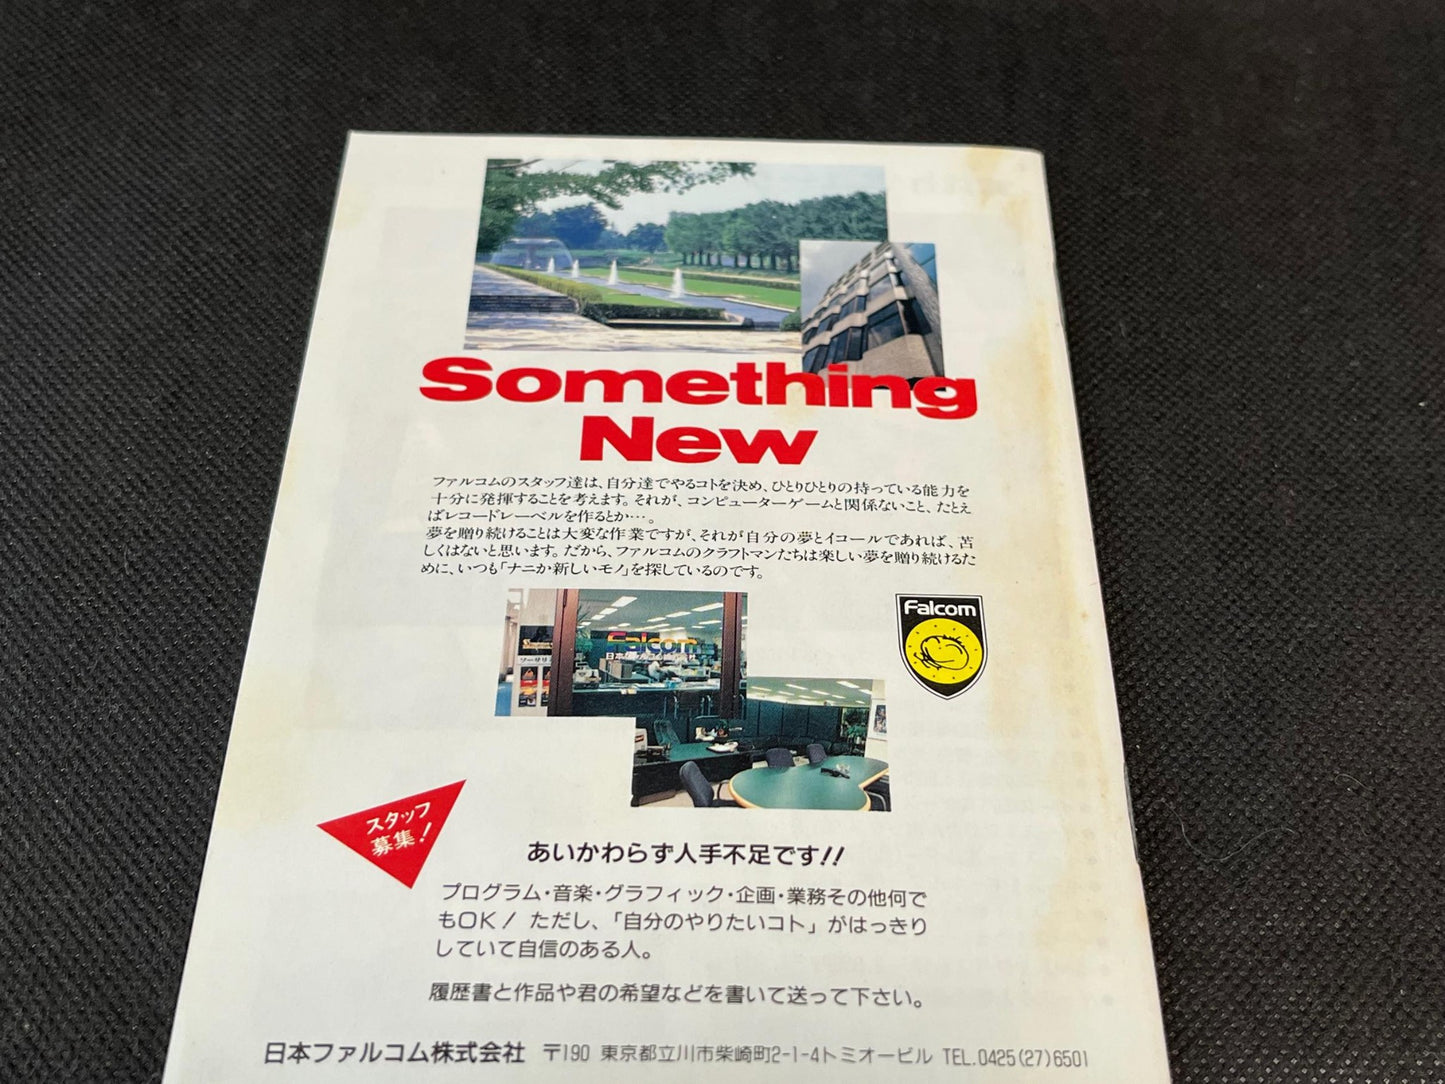 Something
New
ファルコムのスタッフ達は、自分達でやるコトを決め、ひとりひとりの持っている能力を
十分に発揮することを考えます。それが、コンピューターゲームと関係ないこと、たとえ
ばレコードレーベルを作るとか…。
夢を贈り続けることは大変な作業ですが、それが自分の夢とイコールであれば、苦
しくはないと思います。だから、ファルコムのクラフトマンたちは楽しい夢を贈り続けるた
めに、いつも「ナニか新しいモノ」を探しているのです。
Falcom
日本ファルコム株式会社
Falcom
スタッフ
募集!
あいかわらず人手不足です!!
プログラム・音楽・グラフィック・企画・業務その他何で
もOK! ただし、「自分のやりたいコト」がはっきり
していて自信のある人。
履歴書と作品や君の希望などを書いて送って下さい。
日本ファルコム株式会社 〒190 東京都立川市柴崎町2-1-4トミオービル TEL.0425(27)6501